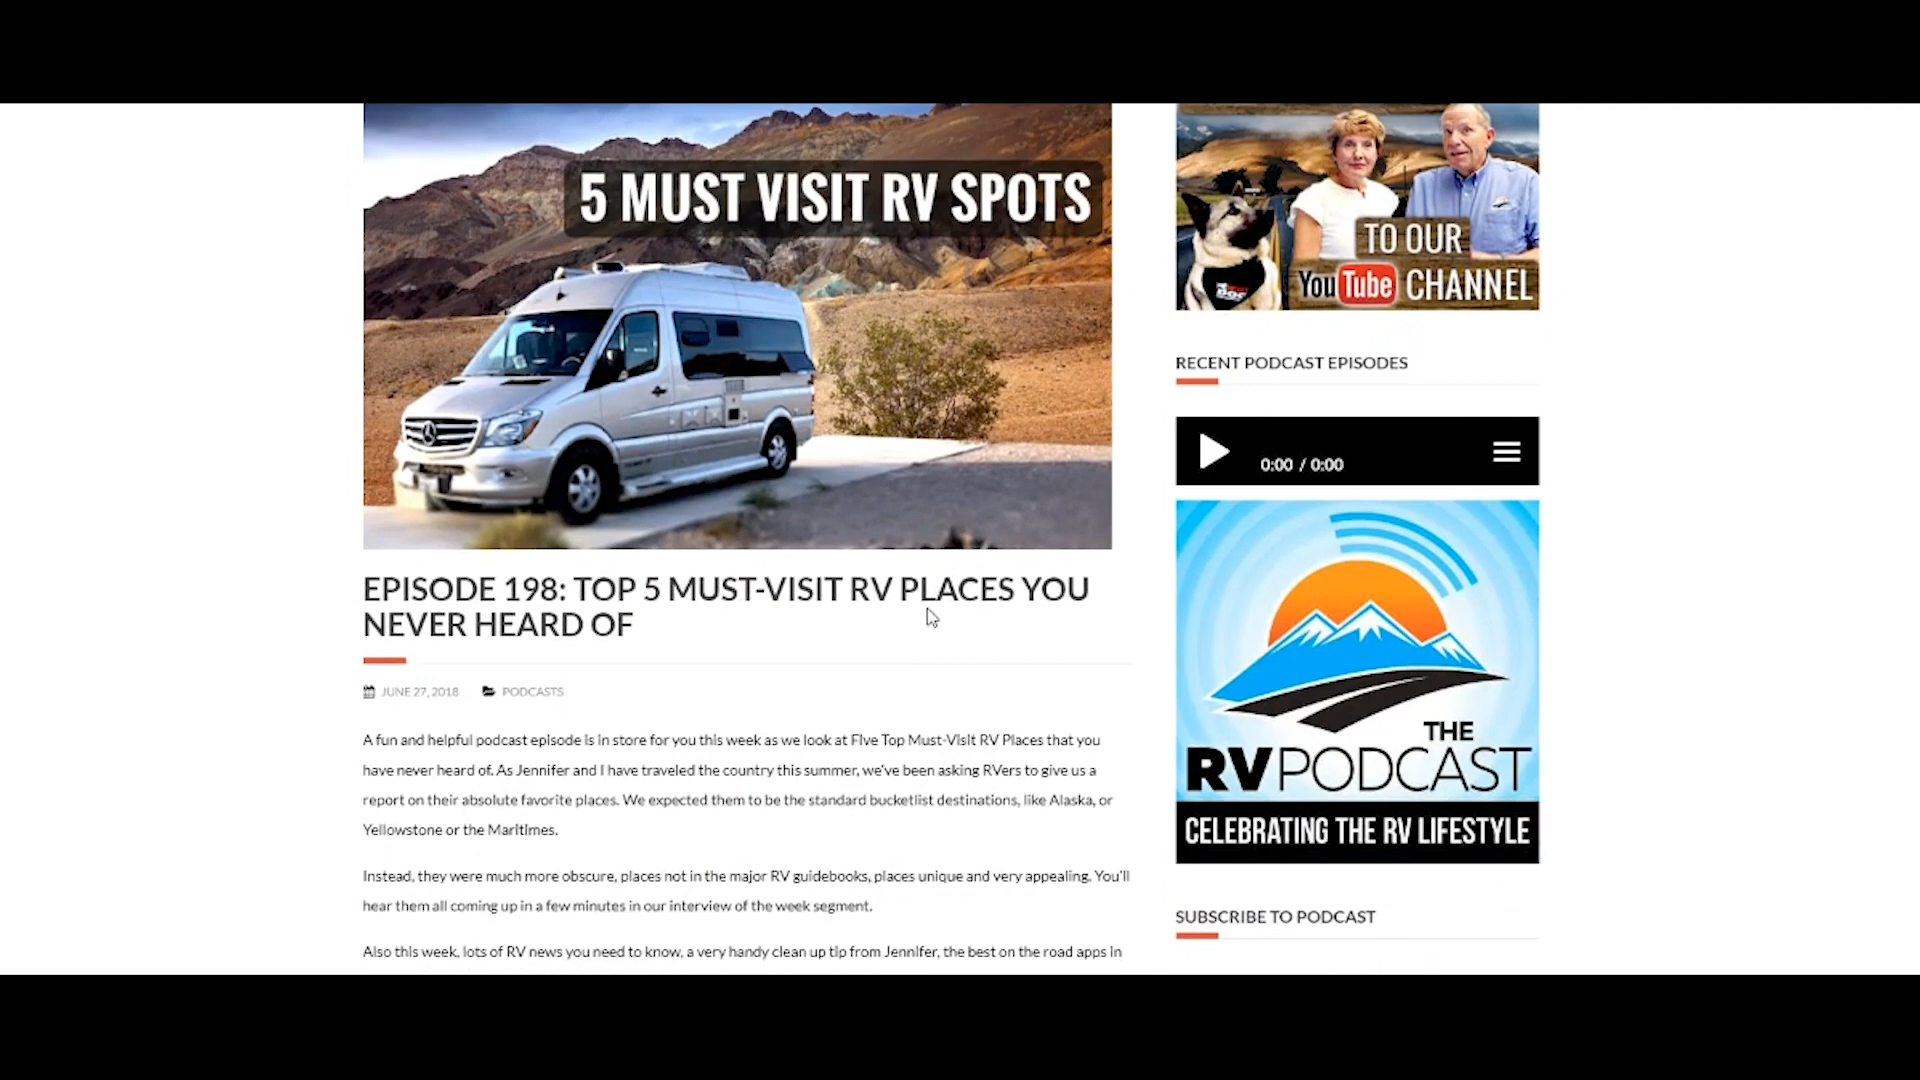 5 MUST VISIT RV SPOTS
EPISODE 198: TOP 5 MUST-VISIT RV PLACES YOU
NEVER HEARD OF
JUNE 27, 2018 PODCASTS
A fun and helpful podcast episode is in store for you this week as we look at Five Top Must-Visit RV Places that you
have never heard of. As Jennifer and I have traveled the country this summer, we've been asking RVers to give us a
report on their absolute favorite places. We expected them to be the standard bucketlist destinations, like Alaska, or
Yellowstone or the Maritimes.
Instead, they were much more obscure, places not in the major RV guidebooks, places unique and very appealing. You'll
hear them all coming up in a few minutes in our interview of the week segment.
Also this week, lots of RV news you need to know, a very handy clean up tip from Jennifer, the best on the road apps in
TO OUR
YouTube CHANNEL
RECENT PODCAST EPISODES
0:00 / 0:00
THE
RVPODCAST
CELEBRATING THE RV LIFESTYLE
SUBSCRIBE TO PODCAST